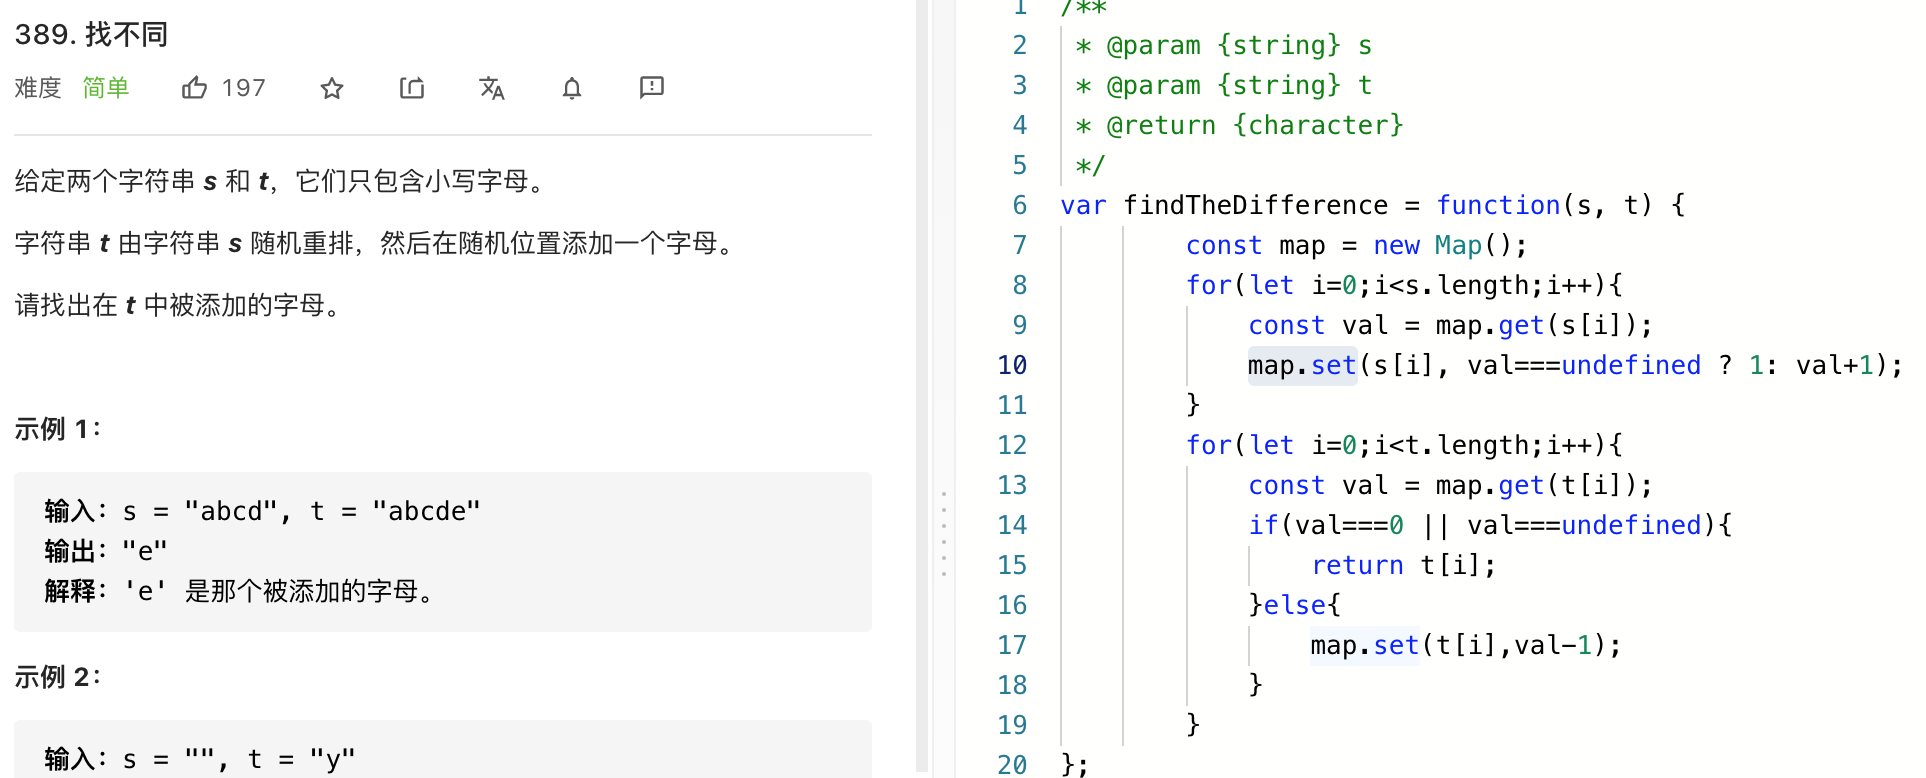 389. 找不同
难度 简单 197
给定两个字符串 s 和 t，它们只包含小写字母。
字符串 t 由字符串 s 随机重排，然后在随机位置添加一个字母。
请找出在 t 中被添加的字母。
示例 1：
输入：s = "abcd", t = "abcde"
输出："e"
解释：'e' 是那个被添加的字母。
示例 2：
输入：s = "", t = "y"
1 /**
2  * @param {string} s
3  * @param {string} t
4  * @return {character}
5  */
6 var findTheDifference = function(s, t) {
7         const map = new Map();
8         for(let i=0;i<s.length;i++){
9             const val = map.get(s[i]);
10             map.set(s[i], val===undefined ? 1: val+1);
11         }
12         for(let i=0;i<t.length;i++){
13             const val = map.get(t[i]);
14             if(val===0 || val===undefined){
15                 return t[i];
16             }else{
17                 map.set(t[i],val-1);
18             }
19         }
20 };